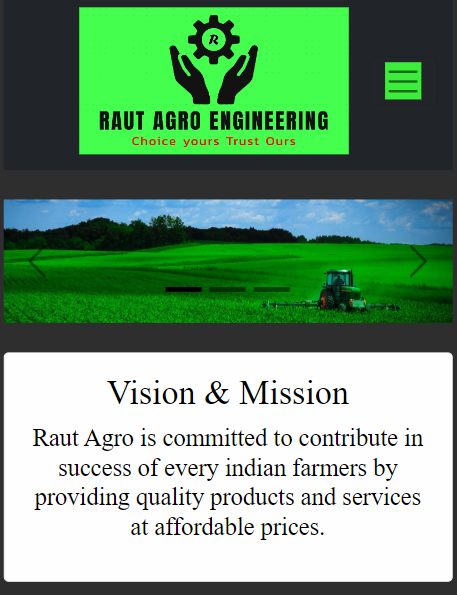 R
RAUT AGRO ENGINEERING
Choice yours Trust Ours
Vision & Mission
Raut Agro is committed to contribute in
success of every indian farmers by
providing quality products and services
at affordable prices.